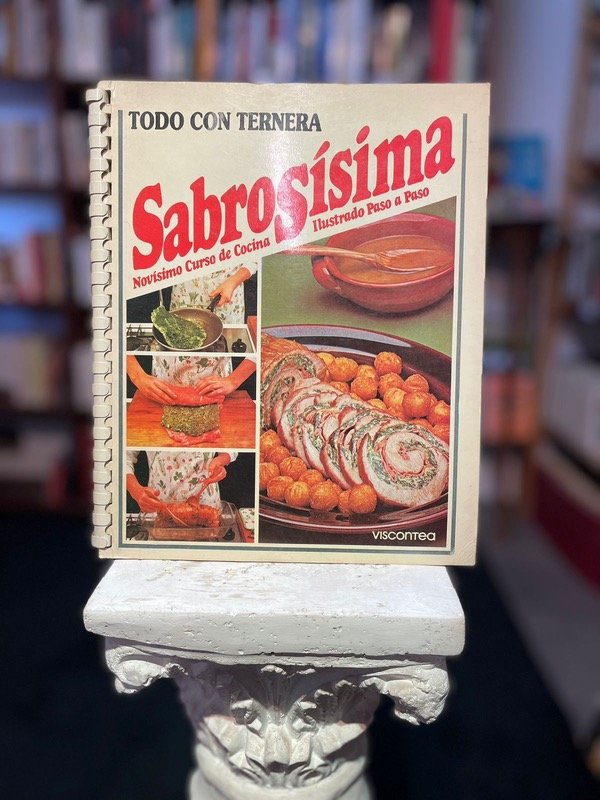 TODO CON TERNERA
Sabrosísima
Novísimo Curso de Cocina Ilustrado Paso a Paso
VISCONTEA